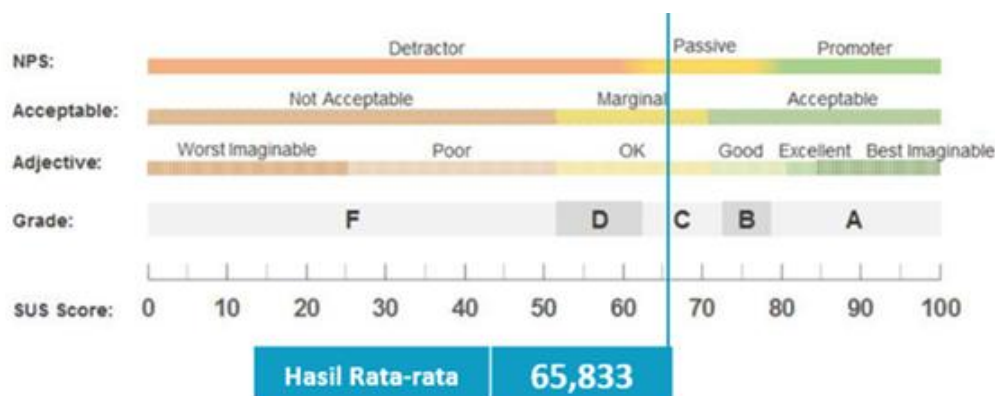 Detractor Passive Promoter
NPS:
Not Acceptable Marginal Acceptable
Acceptable:
Worst Imaginable Poor OK Good Excellent Best Imaginable
Adjective:
Grade: F D C B A
SUS Score: 0 10 20 30 40 50 60 70 80 90 100
Hasil Rata-rata 65,833